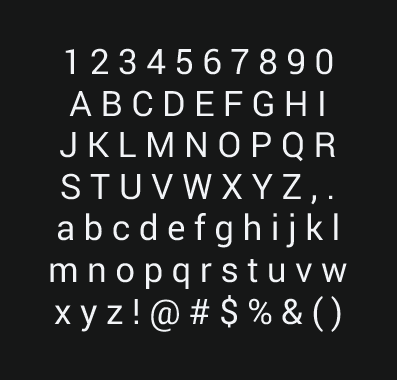 1 2 3 4 5 6 7 8 9 0
A B C D E F G H I
J K L M N O P Q R
S T U V W X Y Z , .
a b c d e f g h i j k l
m n o p q r s t u v w
x y z ! @ # $ % & ( )